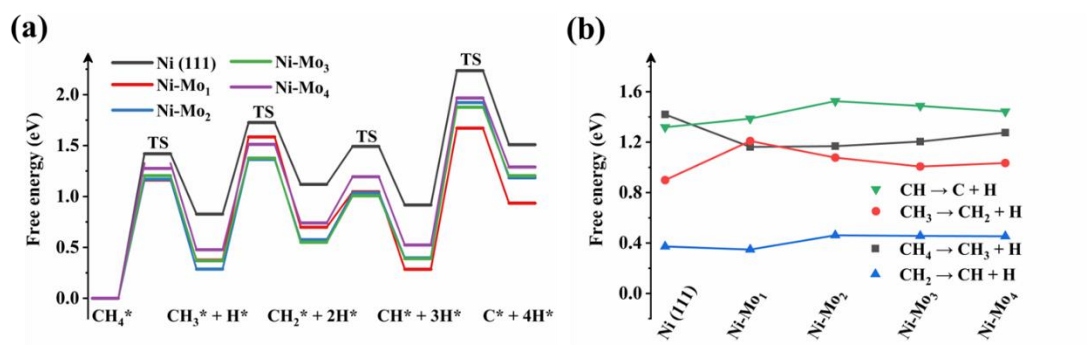 (a)
Ni (111)
Ni-Mo₁
Ni-Mo₂
Ni-Mo₃
Ni-Mo₄
TS
TS
TS
TS
Free energy (eV)
2.0
1.5
1.0
0.5
0.0
CH₄*
CH₃* + H*
CH₂* + 2H*
CH* + 3H*
C* + 4H*
(b)
Free energy (eV)
1.6
1.2
0.8
0.4
0.0
CH → C + H
CH₃ → CH₂ + H
CH₄ → CH₃ + H
CH₂ → CH + H
Ni (111)
Ni-Mo₁
Ni-Mo₂
Ni-Mo₃
Ni-Mo₄